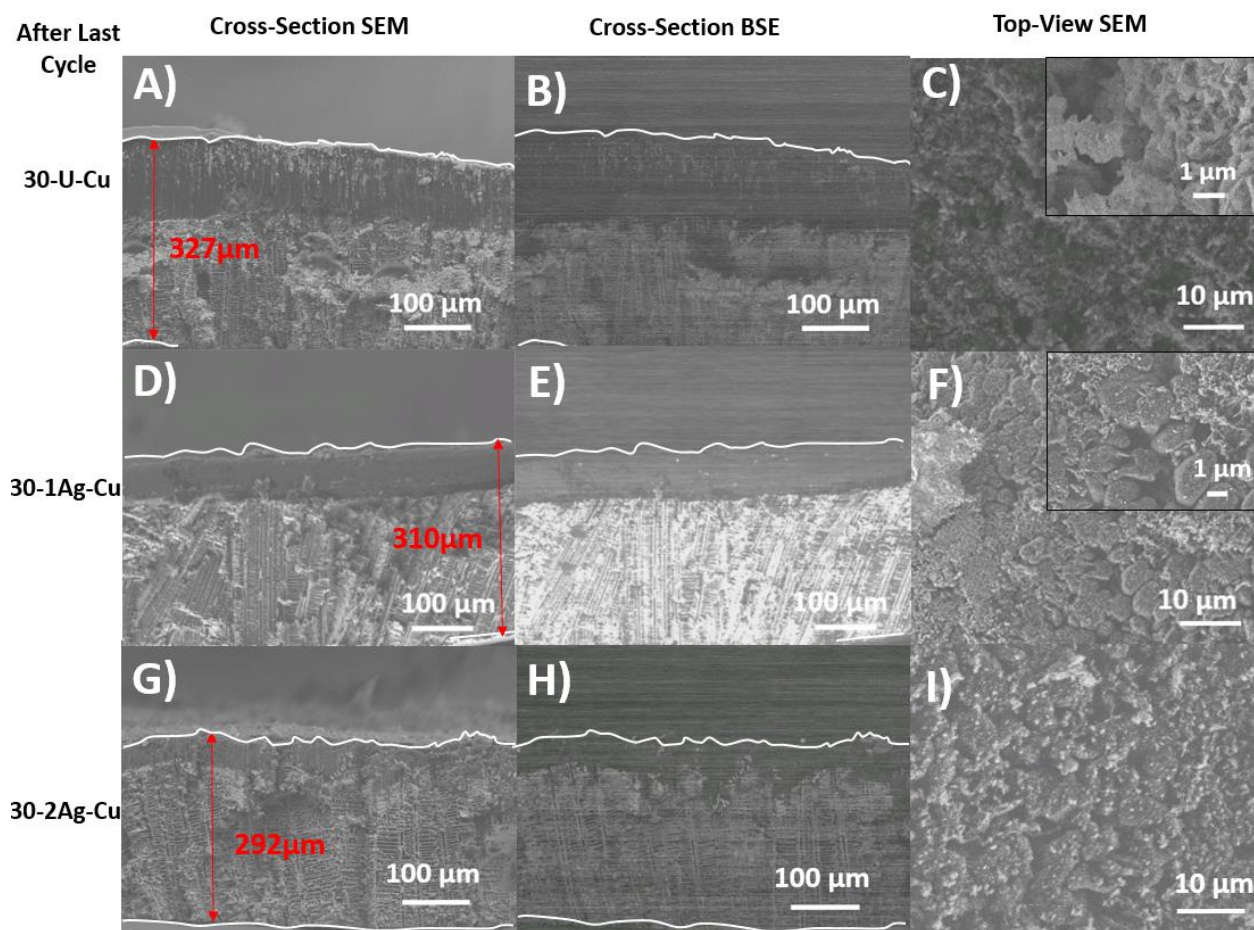 After Last
Cycle
Cross-Section SEM
Cross-Section BSE
Top-View SEM
30-U-Cu
A)
327μm
100 μm
B)
100 μm
C)
1 μm
10 μm
30-1Ag-Cu
D)
310μm
100 μm
E)
100 μm
F)
1 μm
10 μm
30-2Ag-Cu
G)
292μm
100 μm
H)
100 μm
I)
10 μm